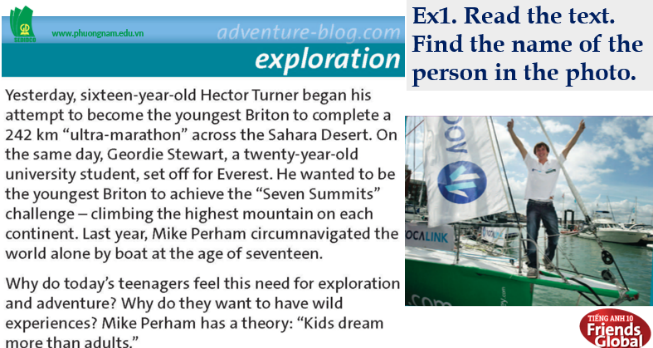 www.phuongnam.edu.vn
adventure-blog.com
exploration
Yesterday, sixteen-year-old Hector Turner began his
attempt to become the youngest Briton to complete a
242 km “ultra-marathon” across the Sahara Desert. On
the same day, Geordie Stewart, a twenty-year-old
university student, set off for Everest. He wanted to be
the youngest Briton to achieve the “Seven Summits”
challenge – climbing the highest mountain on each
continent. Last year, Mike Perham circumnavigated the
world alone by boat at the age of seventeen.
Why do today’s teenagers feel this need for exploration
and adventure? Why do they want to have wild
experiences? Mike Perham has a theory: “Kids dream
more than adults.”
Ex1. Read the text.
Find the name of the
person in the photo.
VOCA
OCALINK
.com
TIẾNG ANH 10
Friends
Global